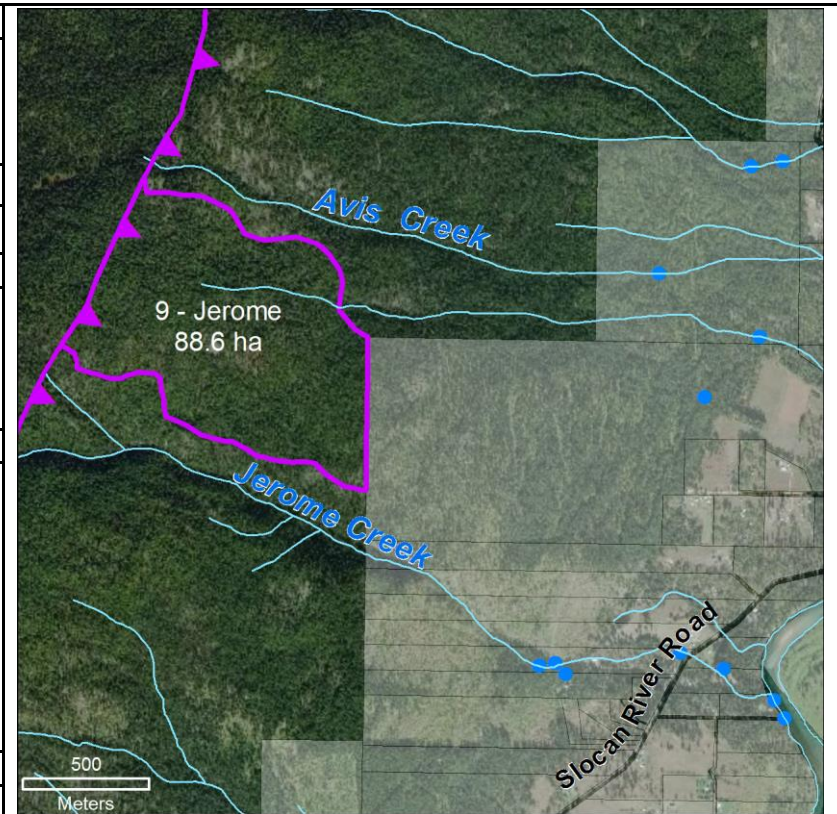 Avis Creek
9 - Jerome
88.6 ha
Jerome Creek
Slocan River Road
500
Meters